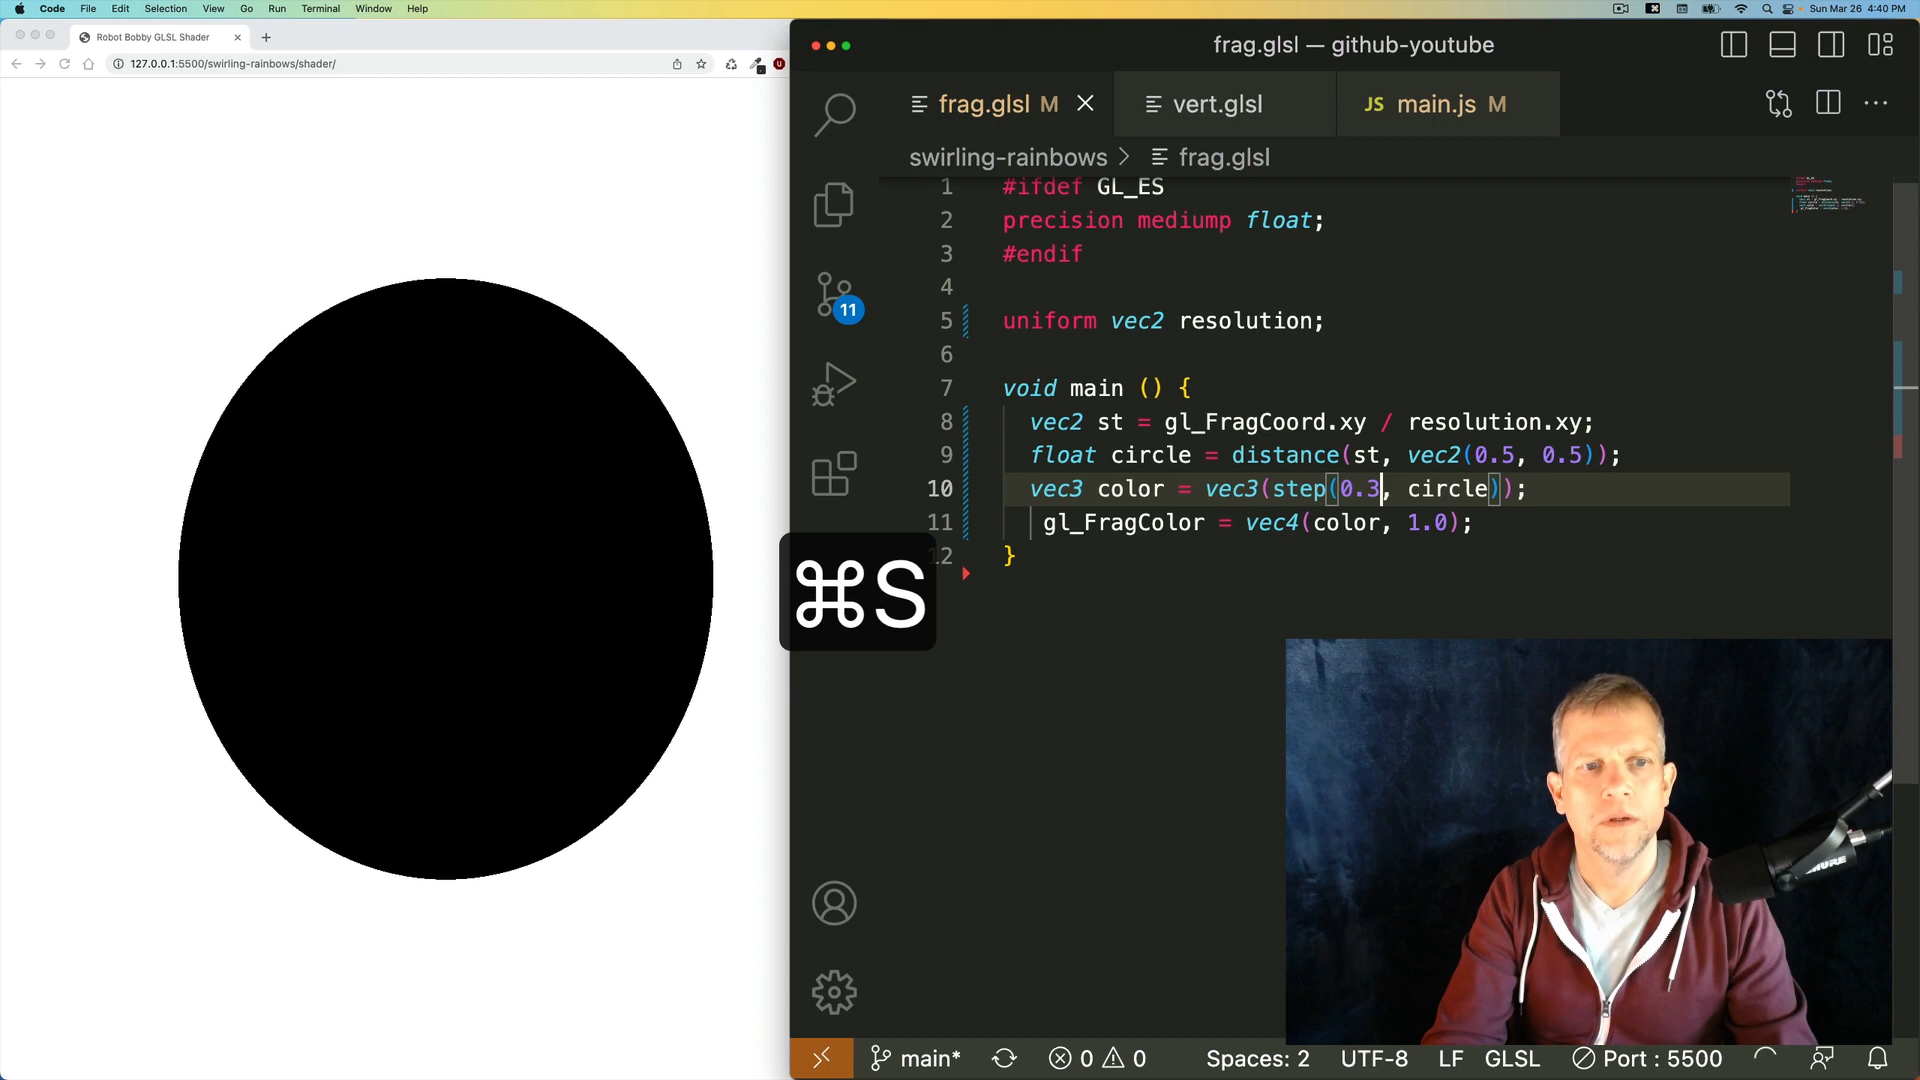 Code File Edit Selection View Go Run Terminal Window Help
Sun Mar 26 4:40 PM
Robot Bobby GLSL Shader
127.0.0.1:5500/swirling-rainbows/shader/
frag.glsl — github-youtube
frag.glsl M
vert.glsl
JS main.js M
swirling-rainbows > frag.glsl
1 #ifdef GL_ES
2 precision mediump float;
3 #endif
4
5 uniform vec2 resolution;
6
7 void main () {
8 vec2 st = gl_FragCoord.xy / resolution.xy;
9 float circle = distance(st, vec2(0.5, 0.5));
10 vec3 color = vec3(step(0.3, circle));
11 gl_FragColor = vec4(color, 1.0);
12 }
11
⌘S
SHURE
main* 0 0 Spaces: 2 UTF-8 LF GLSL Port : 5500